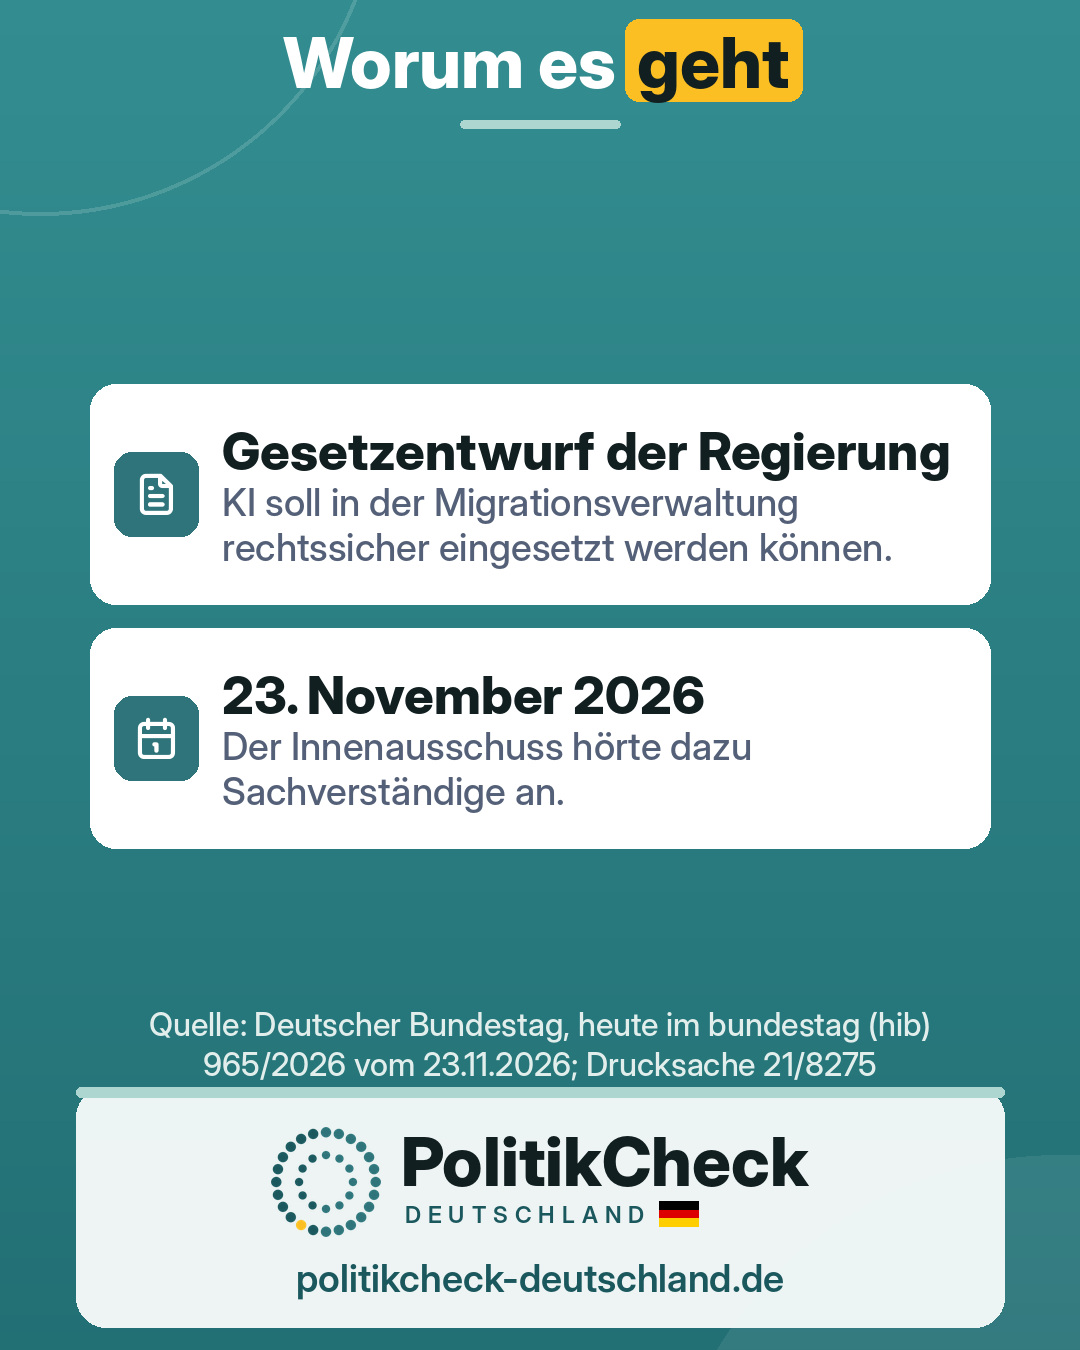 Worum es geht
Gesetzentwurf der Regierung
KI soll in der Migrationsverwaltung
rechtssicher eingesetzt werden können.
23. November 2026
Der Innenausschuss hörte dazu
Sachverständige an.
Quelle: Deutscher Bundestag, heute im bundestag (hib)
965/2026 vom 23.11.2026; Drucksache 21/8275
PolitikCheck
DEUTSCHLAND
politikcheck-deutschland.de